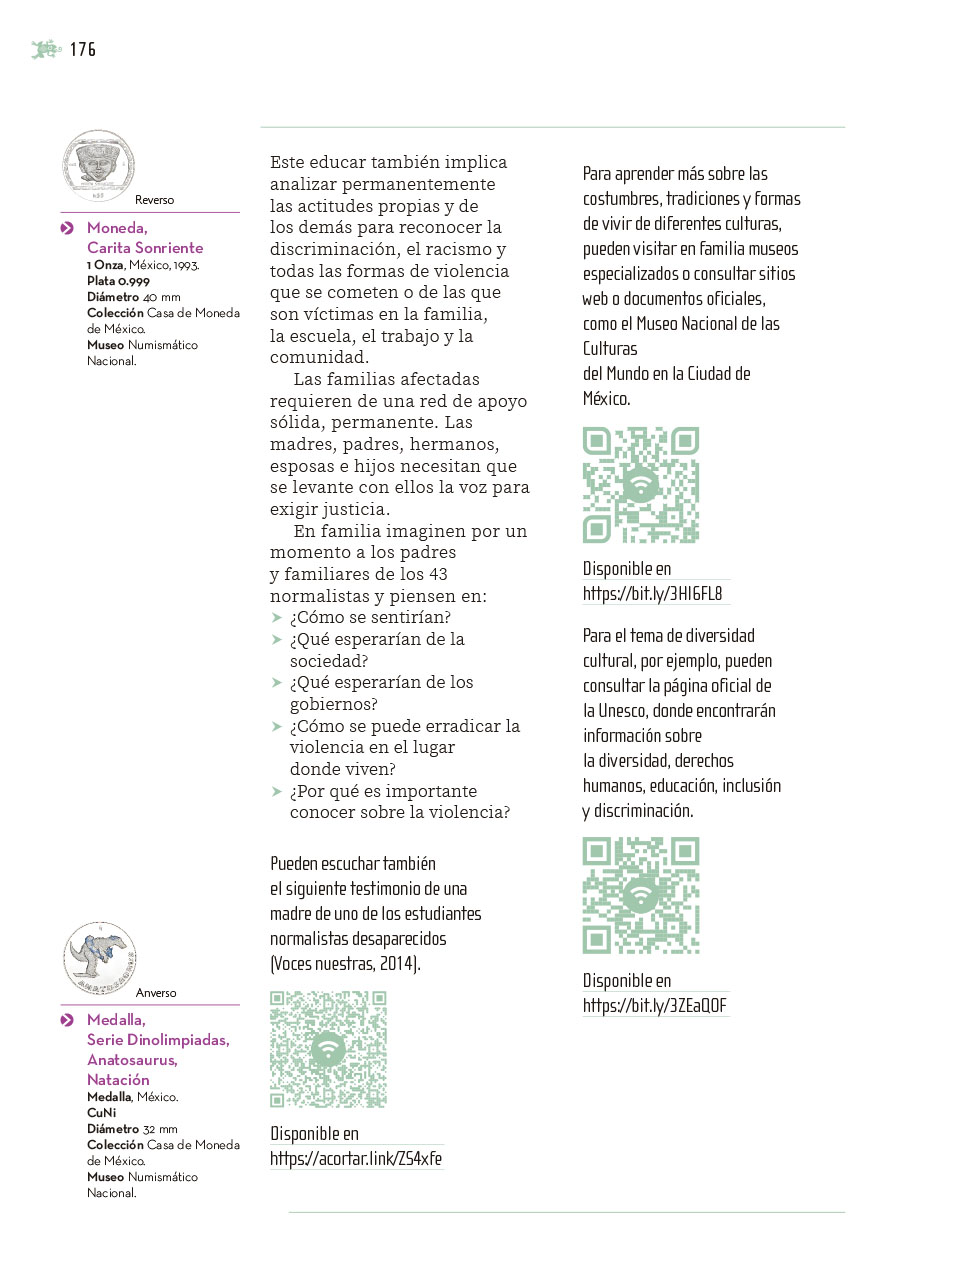 176
Reverso
Moneda,
Carita Sonriente
1 Onza, México, 1993.
Plata 0.999
Diámetro 40 mm
Colección Casa de Moneda
de México.
Museo Numismático
Nacional.
Anverso
Medalla,
Serie Dinolimpiadas,
Anatosaurus,
Natación
Medalla, México.
CuNi
Diámetro 32 mm
Colección Casa de Moneda
de México.
Museo Numismático
Nacional.
Este educar también implica
analizar permanentemente
las actitudes propias y de
los demás para reconocer la
discriminación, el racismo y
todas las formas de violencia
que se cometen o de las que
son víctimas en la familia,
la escuela, el trabajo y la
comunidad.
Las familias afectadas
requieren de una red de apoyo
sólida, permanente. Las
madres, padres, hermanos,
esposas e hijos necesitan que
se levante con ellos la voz para
exigir justicia.
En familia imaginen por un
momento a los padres
y familiares de los 43
normalistas y piensen en:
¿Cómo se sentirían?
¿Qué esperarían de la
sociedad?
¿Qué esperarían de los
gobiernos?
¿Cómo se puede erradicar la
violencia en el lugar
donde viven?
¿Por qué es importante
conocer sobre la violencia?
Pueden escuchar también
el siguiente testimonio de una
madre de uno de los estudiantes
normalistas desaparecidos
(Voces nuestras, 2014).
Disponible en
https://acortar.link/ZS4xfe
Para aprender más sobre las
costumbres, tradiciones y formas
de vivir de diferentes culturas,
pueden visitar en familia museos
especializados o consultar sitios
web o documentos oficiales,
como el Museo Nacional de las
Culturas
del Mundo en la Ciudad de
México.
Disponible en
https://bit.ly/3HI6FL8
Para el tema de diversidad
cultural, por ejemplo, pueden
consultar la página oficial de
la Unesco, donde encontrarán
información sobre
la diversidad, derechos
humanos, educación, inclusión
y discriminación.
Disponible en
https://bit.ly/3ZEaQOF